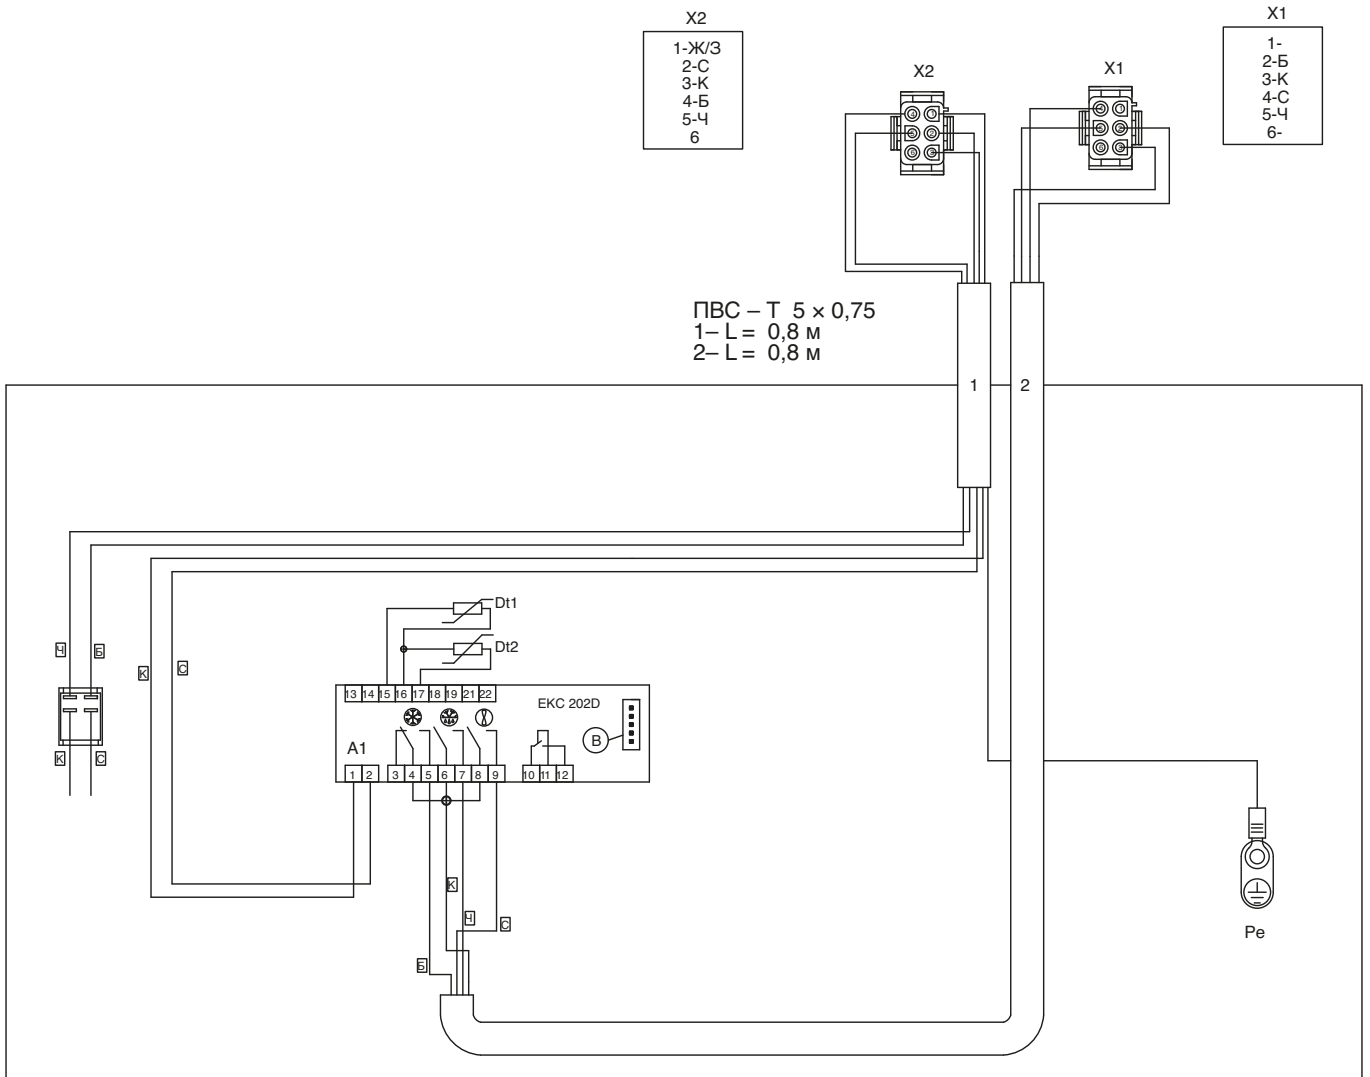 X2
1-Ж/З
2-С
3-К
4-Б
5-Ч
6
X1
1-
2-Б
3-К
4-С
5-Ч
6-
X2
X1
ПВС – Т 5 × 0,75
1– L = 0,8 м
2– L = 0,8 м
1
2
Dt1
Dt2
Ч
Б
К
С
К
С
13 14 15 16 17 18 19 21 22
EKC 202D
B
A1
1 2 3 4 5 6 7 8 9 10 11 12
К
Ч
С
Б
Pe